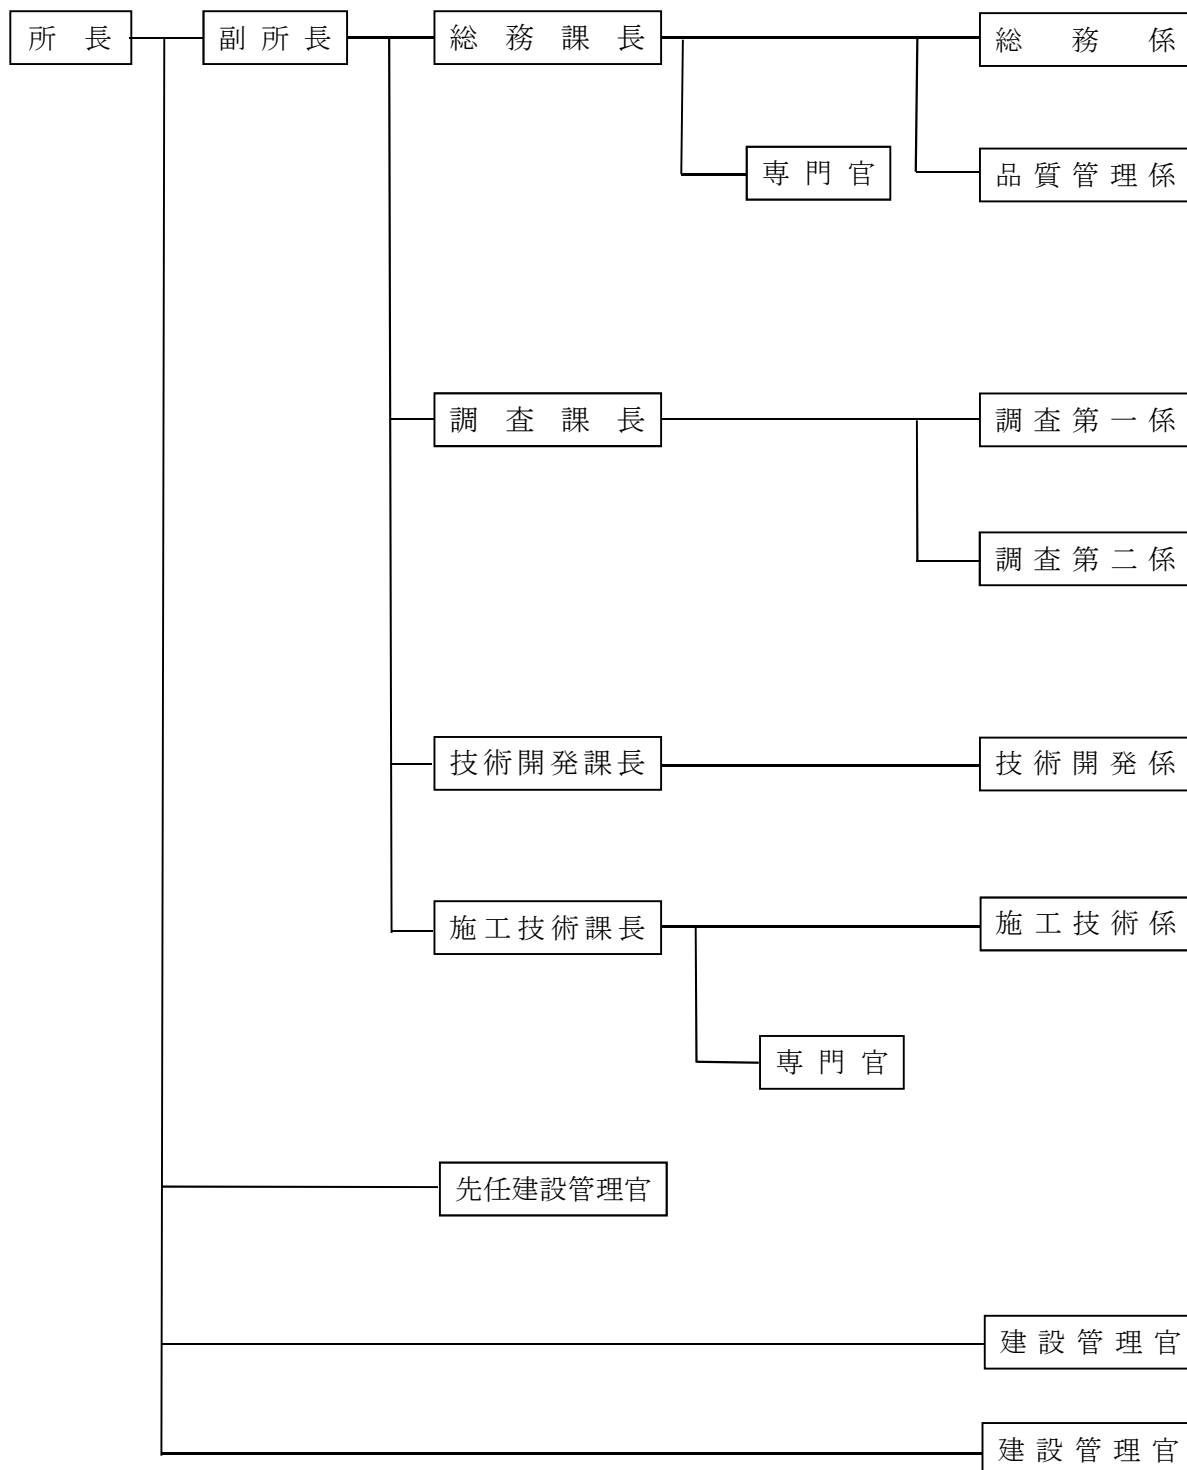 所長 副所長 総務課長 総務係
専門官 品質管理係
調査課長 調査第一係
調査第二係
技術開発課長 技術開発係
施工技術課長 施工技術係
専門官
先任建設管理官
建設管理官
建設管理官